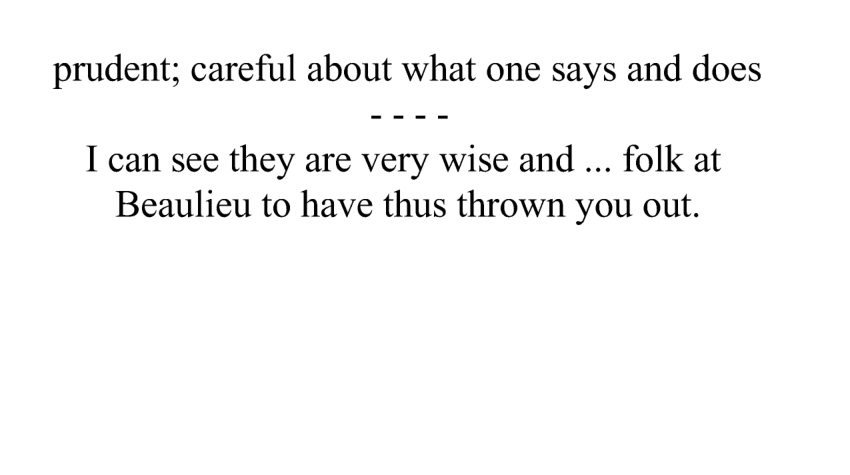 prudent; careful about what one says and does
- - - -
I can see they are very wise and ... folk at
Beaulieu to have thus thrown you out.